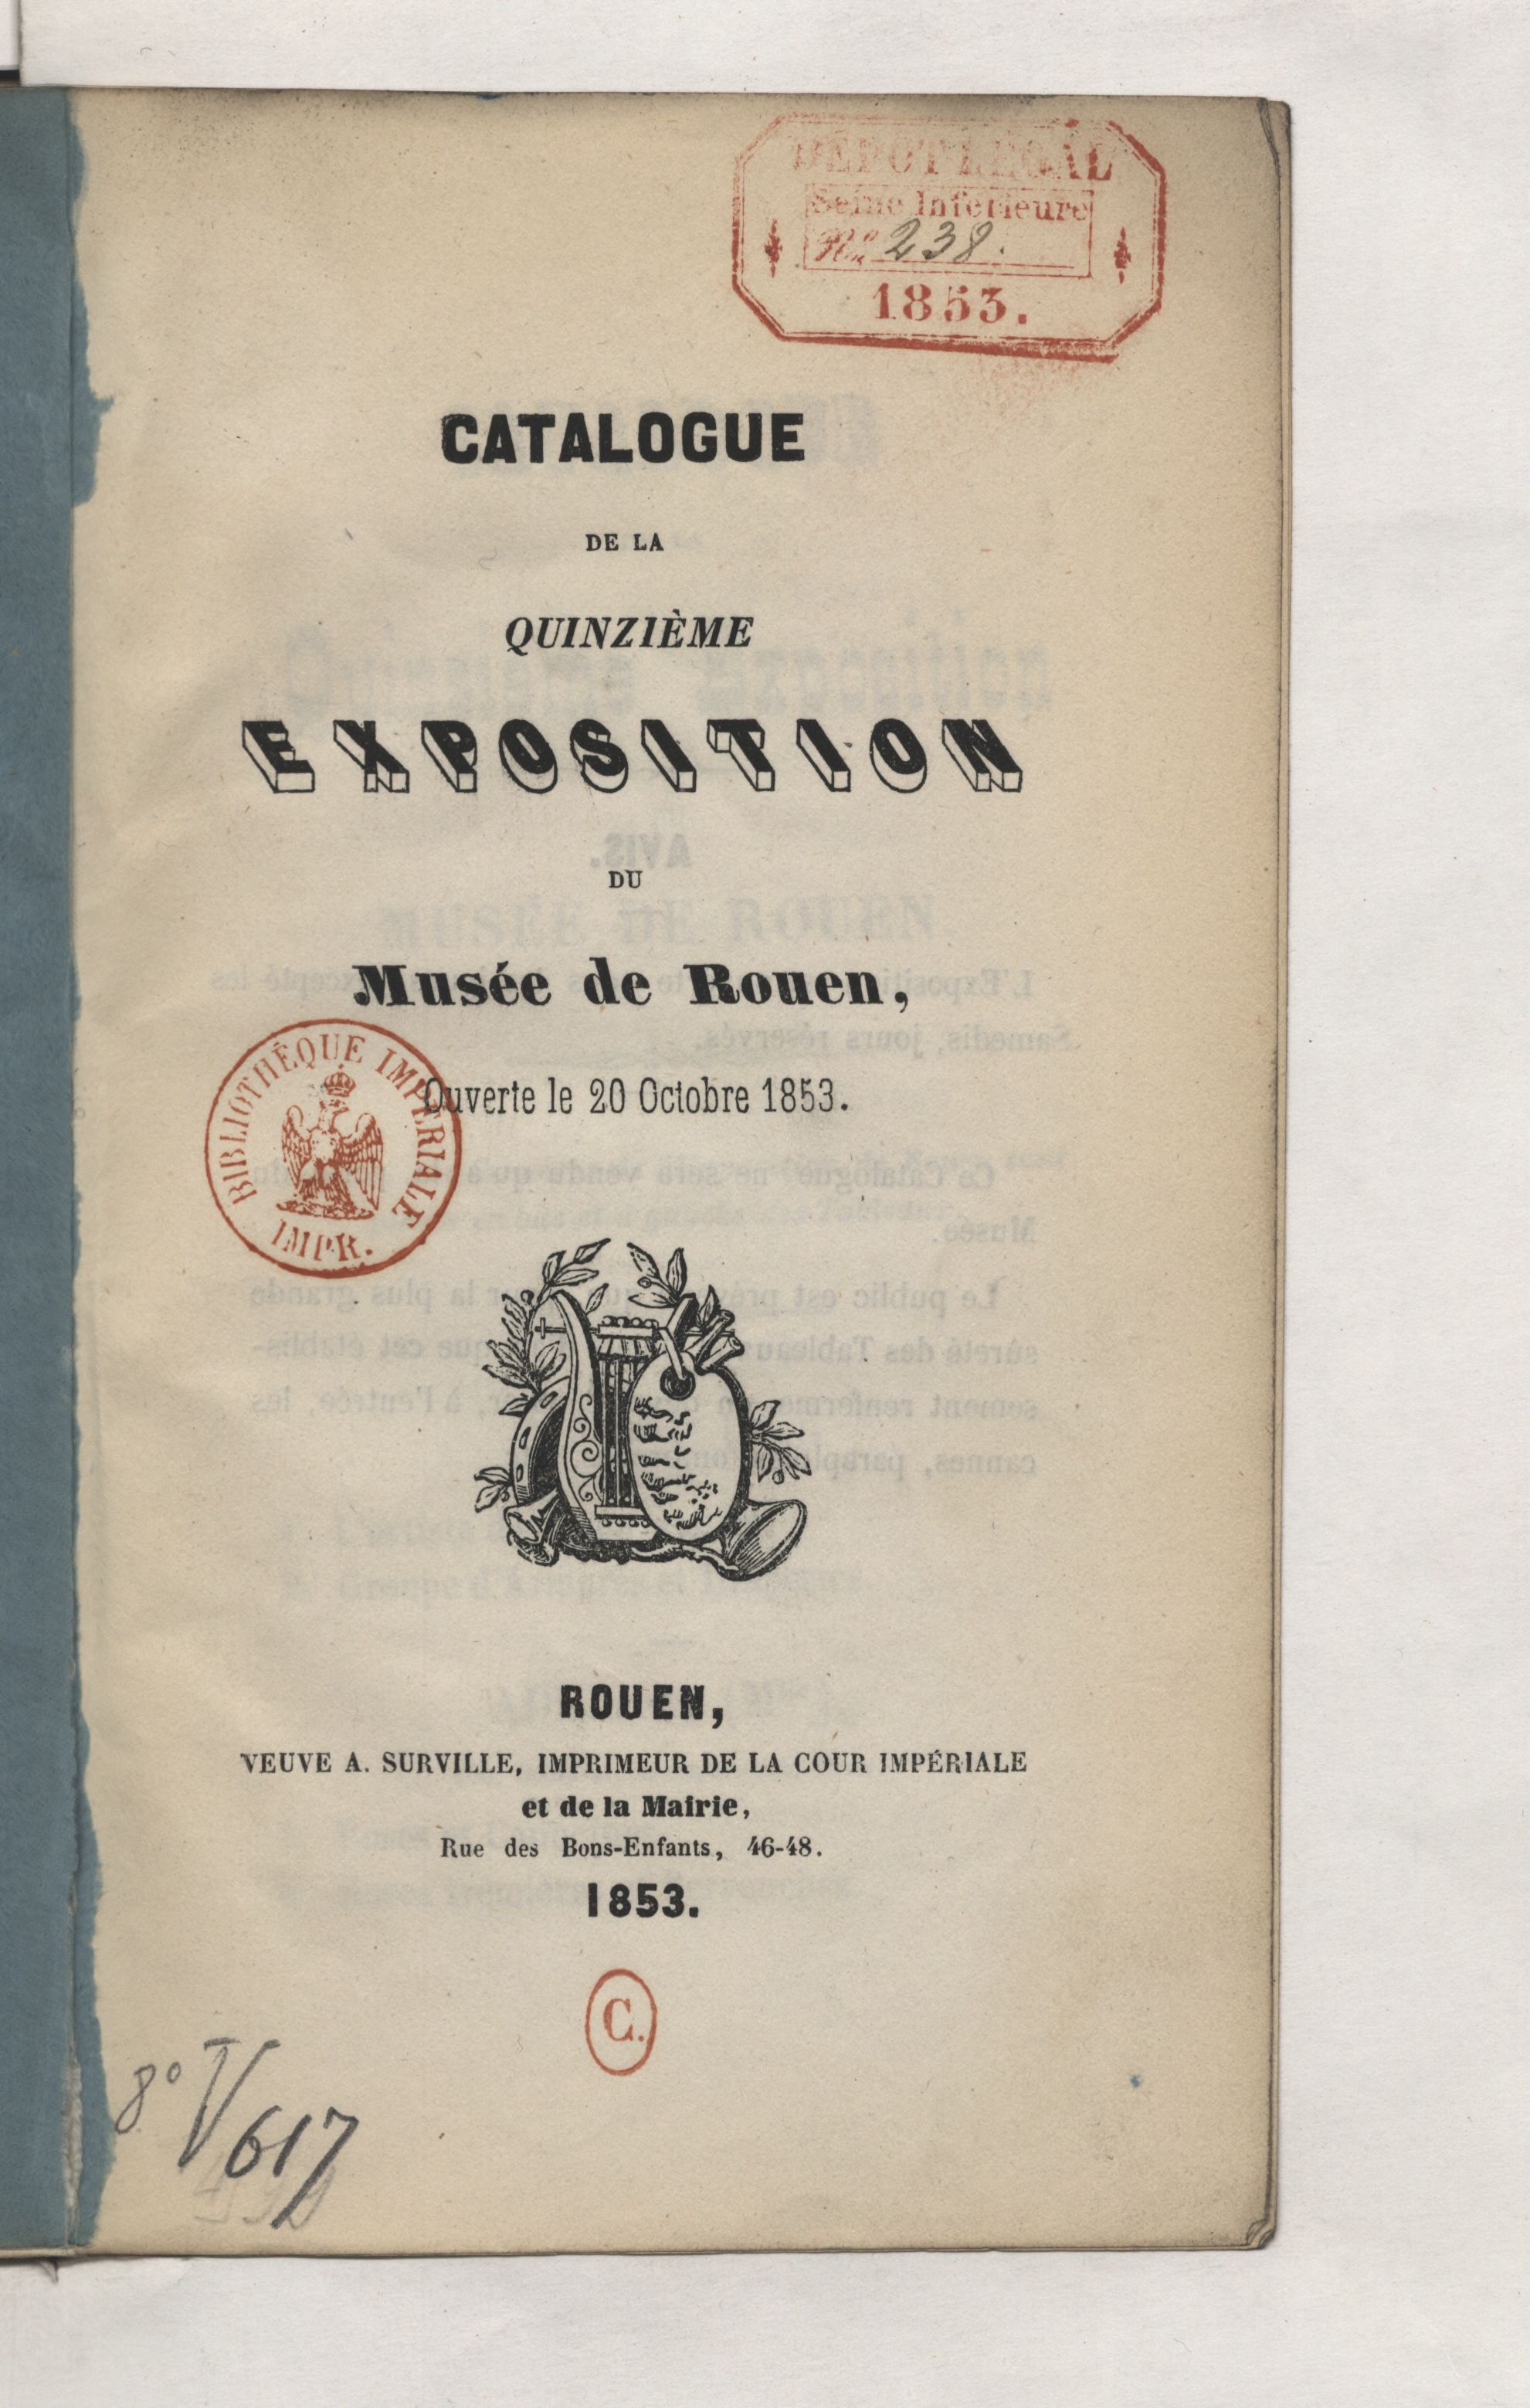 DÉPÔT LÉGAL
Seine Inférieure
No 238.
1853.
CATALOGUE
DE LA
QUINZIÈME
EXPOSITION
DU
Musée de Rouen,
Ouverte le 20 Octobre 1853.
BIBLIOTHÈQUE IMPÉRIALE
IMPR.
ROUEN,
VEUVE A. SURVILLE, IMPRIMEUR DE LA COUR IMPÉRIALE
et de la Mairie,
Rue des Bons-Enfants, 46-48.
1853.
C.
8° V 617